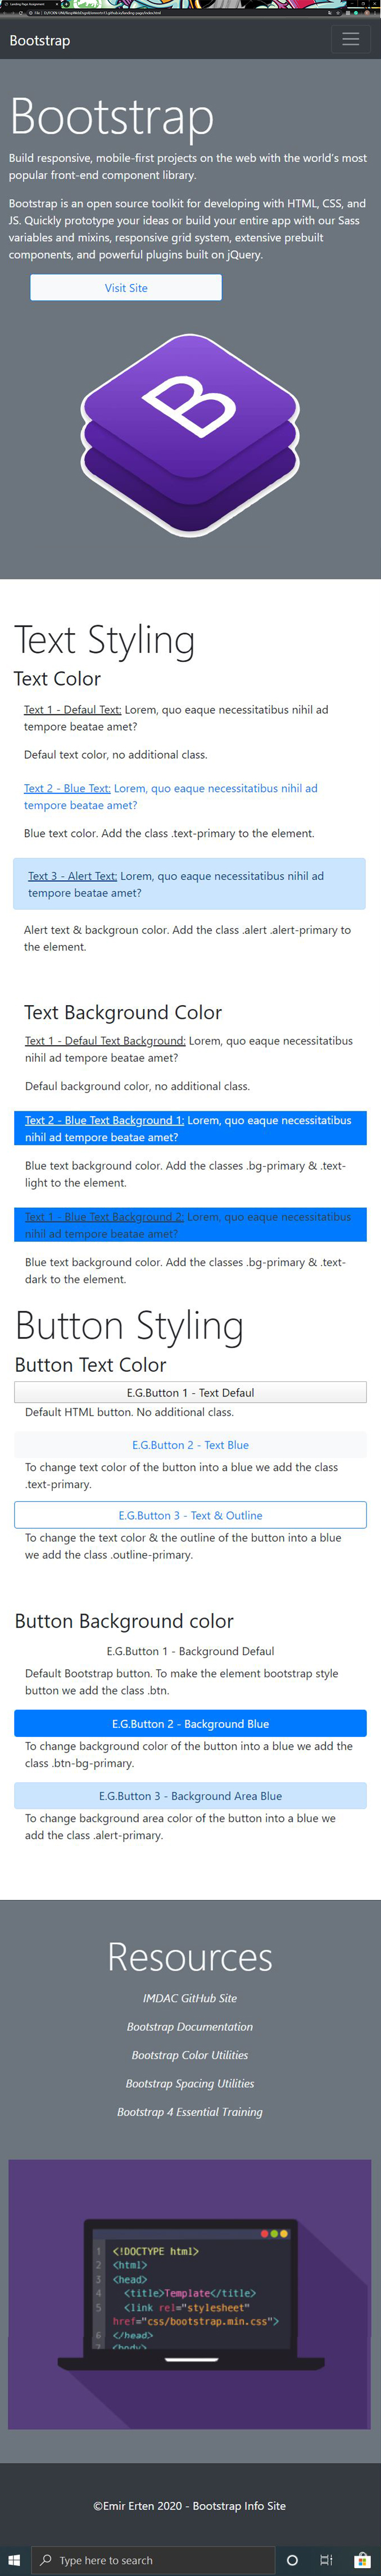 Landing Page Assignment
Bootstrap
Bootstrap
Build responsive, mobile-first projects on the web with the world's most
popular front-end component library.
Bootstrap is an open source toolkit for developing with HTML, CSS, and
JS. Quickly prototype your ideas or build your entire app with our Sass
variables and mixins, responsive grid system, extensive prebuilt
components, and powerful plugins built on jQuery.
Visit Site
B
Text Styling
Text Color
Text 1 - Defaul Text: Lorem, quo eaque necessitatibus nihil ad
tempore beatae amet?
Defaul text color, no additional class.
Text 2 - Blue Text: Lorem, quo eaque necessitatibus nihil ad
tempore beatae amet?
Blue text color. Add the class .text-primary to the element.
Text 3 - Alert Text: Lorem, quo eaque necessitatibus nihil ad
tempore beatae amet?
Alert text & backgroun color. Add the class .alert .alert-primary to
the element.
Text Background Color
Text 1 - Defaul Text Background: Lorem, quo eaque necessitatibus
nihil ad tempore beatae amet?
Defaul background color, no additional class.
Text 2 - Blue Text Background 1: Lorem, quo eaque necessitatibus
nihil ad tempore beatae amet?
Blue text background color. Add the classes .bg-primary & .text-
light to the element.
Text 1 - Blue Text Background 2: Lorem, quo eaque necessitatibus
nihil ad tempore beatae amet?
Blue text background color. Add the classes .bg-primary & .text-
dark to the element.
Button Styling
Button Text Color
E.G.Button 1 - Text Defaul
Default HTML button. No additional class.
E.G.Button 2 - Text Blue
To change text color of the button into a blue we add the class
.text-primary.
E.G.Button 3 - Text & Outline
To change the text color & the outline of the button into a blue
we add the class .outline-primary.
Button Background color
E.G.Button 1 - Background Defaul
Default Bootstrap button. To make the element bootstrap style
button we add the class .btn.
E.G.Button 2 - Background Blue
To change background color of the button into a blue we add the
class .btn-bg-primary.
E.G.Button 3 - Background Area Blue
To change background area color of the button into a blue we
add the class .alert-primary.
Resources
IMDAC GitHub Site
Bootstrap Documentation
Bootstrap Color Utilities
Bootstrap Spacing Utilities
Bootstrap 4 Essential Training
1 <!DOCTYPE html>
2 <html>
3 <head>
4 <title>Template</title>
5 <link rel="stylesheet"
href="css/bootstrap.min.css">
6 </head>
7 <body>
©Emir Erten 2020 - Bootstrap Info Site
Type here to search